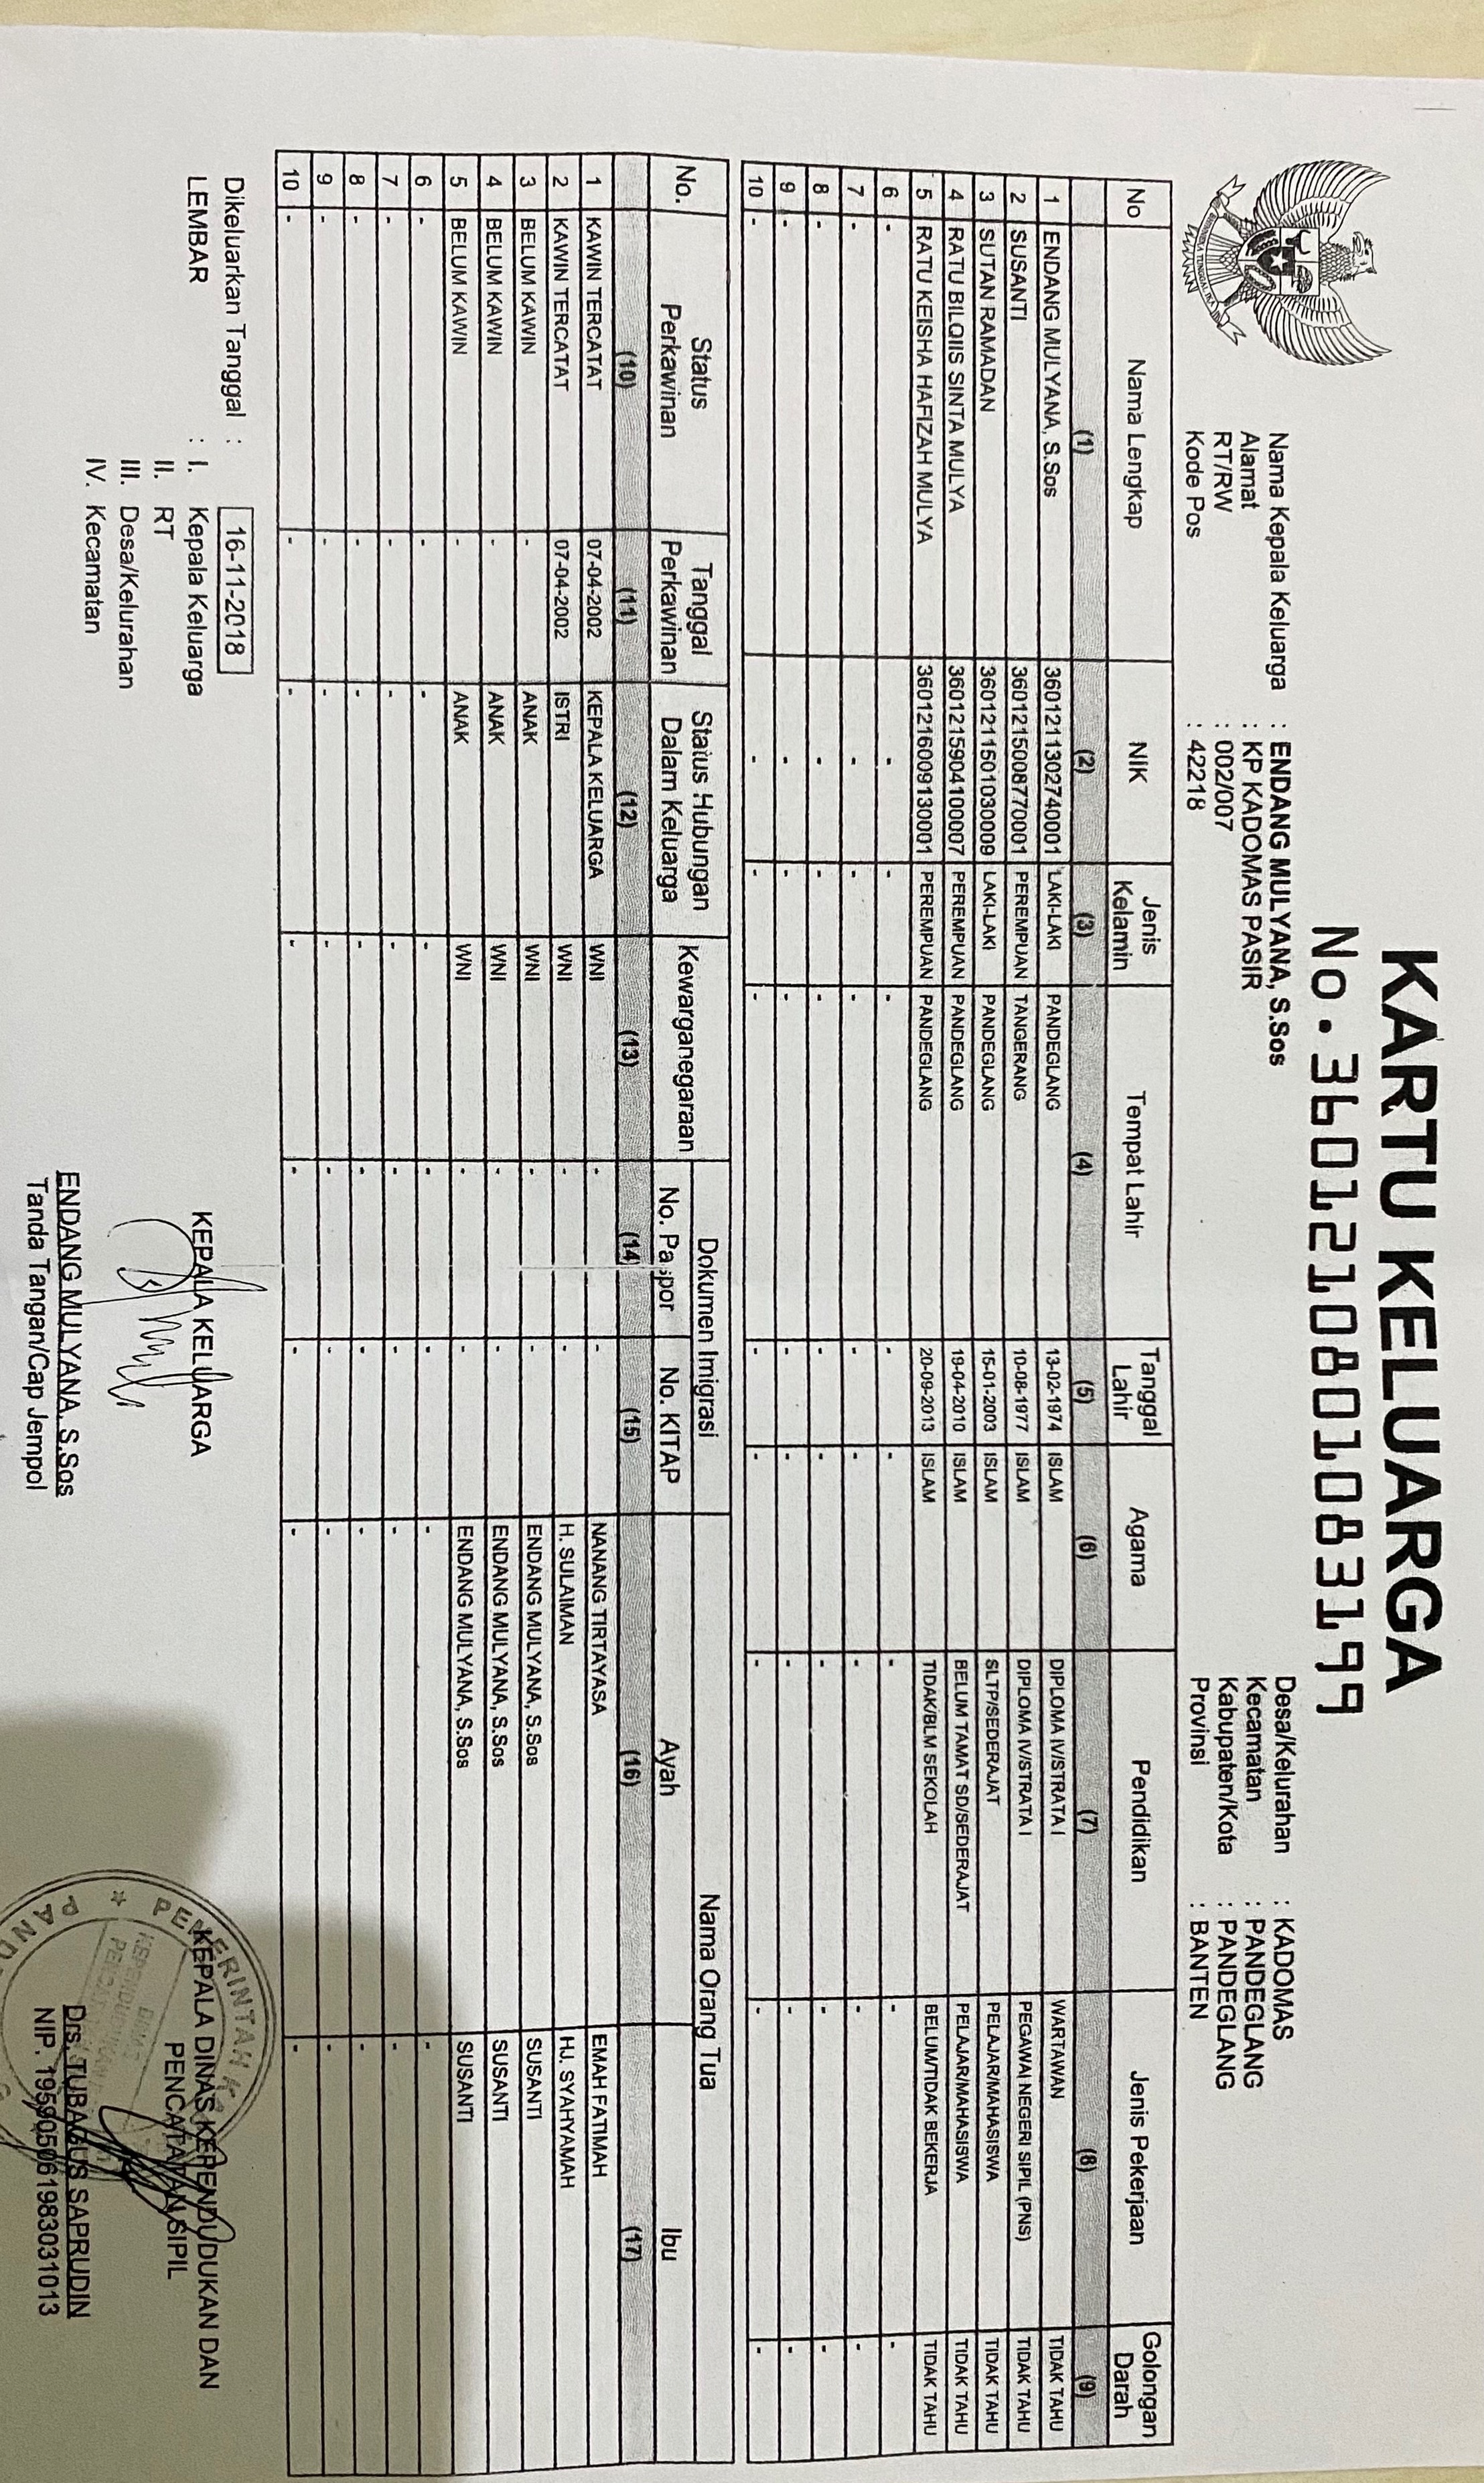 KARTU KELUARGA
No. 3601210801083199
Nama Kepala Keluarga : ENDANG MULYANA, S.Sos
Alamat : KP KADOMAS PASIR
RT/RW : 002/007
Kode Pos : 42218
Desa/Kelurahan : KADOMAS
Kecamatan : PANDEGLANG
Kabupaten/Kota : PANDEGLANG
Provinsi : BANTEN
No Nama Lengkap NIK Jenis Kelamin Tempat Lahir Tanggal Lahir Agama Pendidikan Jenis Pekerjaan Golongan Darah
(1) (2) (3) (4) (5) (6) (7) (8) (9)
1 ENDANG MULYANA, S.Sos 3601211302740001 LAKI-LAKI PANDEGLANG 13-02-1974 ISLAM DIPLOMA IV/STRATA I WARTAWAN TIDAK TAHU
2 SUSANTI 3601215008770001 PEREMPUAN TANGERANG 10-08-1977 ISLAM DIPLOMA IV/STRATA I PEGAWAI NEGERI SIPIL (PNS) TIDAK TAHU
3 SUTAN RAMADAN 3601211501030009 LAKI-LAKI PANDEGLANG 15-01-2003 ISLAM SLTP/SEDERAJAT PELAJAR/MAHASISWA TIDAK TAHU
4 RATU BILQIIS SINTA MULYA 3601215904100007 PEREMPUAN PANDEGLANG 19-04-2010 ISLAM BELUM TAMAT SD/SEDERAJAT PELAJAR/MAHASISWA TIDAK TAHU
5 RATU KEISHA HAFIZAH MULYA 3601216009130001 PEREMPUAN PANDEGLANG 20-09-2013 ISLAM TIDAK/BLM SEKOLAH BELUM/TIDAK BEKERJA TIDAK TAHU
6 - - - - - - - - -
7 - - - - - - - - -
8 - - - - - - - - -
9 - - - - - - - - -
10 - - - - - - - - -
No. Status Perkawinan Tanggal Perkawinan Status Hubungan Dalam Keluarga Kewarganegaraan Dokumen Imigrasi Nama Orang Tua
No. Paspor No. KITAP Ayah Ibu
(10) (11) (12) (13) (14) (15) (16) (17)
1 KAWIN TERCATAT 07-04-2002 KEPALA KELUARGA WNI - - NANANG TIRTAYASA EMAH FATIMAH
2 KAWIN TERCATAT 07-04-2002 ISTRI WNI - - H. SULAIMAN HJ. SYAHYAMAH
3 BELUM KAWIN - ANAK WNI - - ENDANG MULYANA, S.Sos SUSANTI
4 BELUM KAWIN - ANAK WNI - - ENDANG MULYANA, S.Sos SUSANTI
5 BELUM KAWIN - ANAK WNI - - ENDANG MULYANA, S.Sos SUSANTI
6 - - - - - - - -
7 - - - - - - - -
8 - - - - - - - -
9 - - - - - - - -
10 - - - - - - - -
Dikeluarkan Tanggal : 16-11-2018
LEMBAR : I. Kepala Keluarga
II. RT
III. Desa/Kelurahan
IV. Kecamatan
KEPALA KELUARGA
ENDANG MULYANA, S.Sos
Tanda Tangan/Cap Jempol
KEPALA DINAS KEPENDUDUKAN DAN
PENCATATAN SIPIL
Drs. TUBAGUS SAPRUDIN
NIP. 195905061983031013